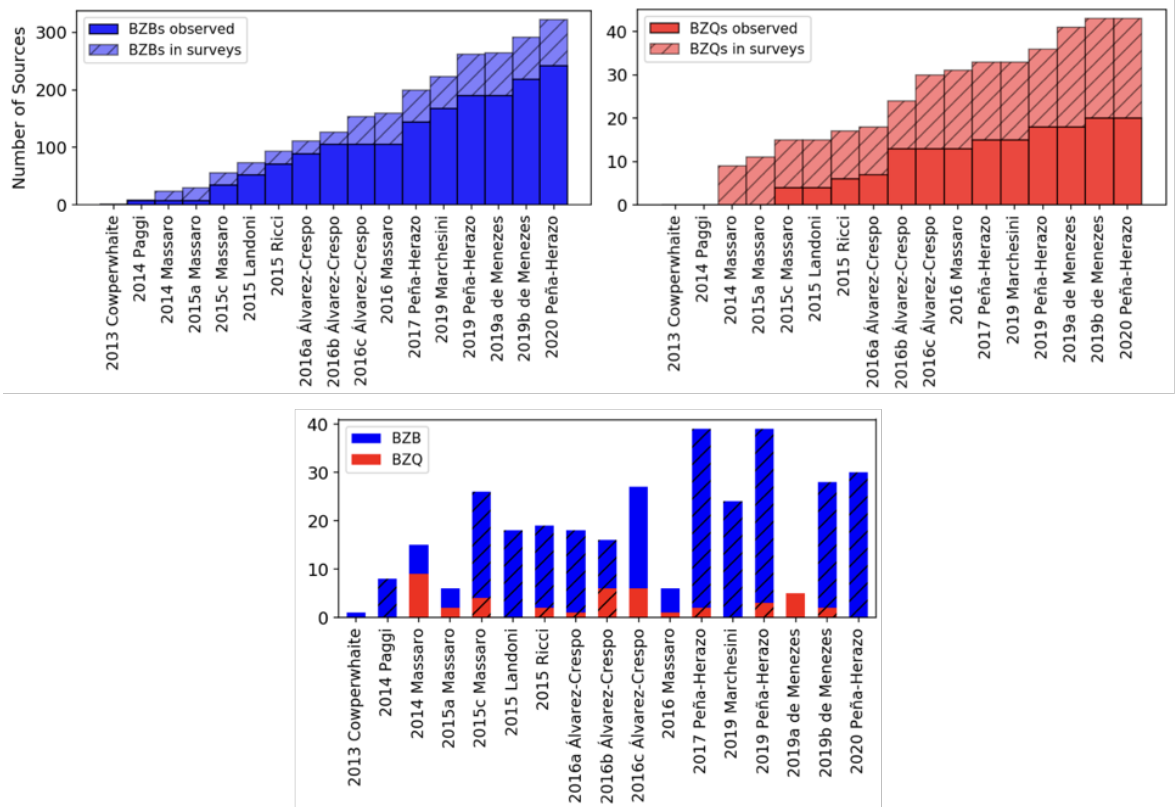 BZBs observed
BZBs in surveys
Number of Sources
300
200
100
0
2013 Cowperwhaite
2014 Paggi
2014 Massaro
2015a Massaro
2015c Massaro
2015 Landoni
2015 Ricci
2016a Álvarez-Crespo
2016b Álvarez-Crespo
2016c Álvarez-Crespo
2016 Massaro
2017 Peña-Herazo
2019 Marchesini
2019 Peña-Herazo
2019a de Menezes
2019b de Menezes
2020 Peña-Herazo
BZQs observed
BZQs in surveys
40
30
20
10
0
2013 Cowperwhaite
2014 Paggi
2014 Massaro
2015a Massaro
2015c Massaro
2015 Landoni
2015 Ricci
2016a Álvarez-Crespo
2016b Álvarez-Crespo
2016c Álvarez-Crespo
2016 Massaro
2017 Peña-Herazo
2019 Marchesini
2019 Peña-Herazo
2019a de Menezes
2019b de Menezes
2020 Peña-Herazo
BZB
BZQ
40
30
20
10
0
2013 Cowperwhaite
2014 Paggi
2014 Massaro
2015a Massaro
2015c Massaro
2015 Landoni
2015 Ricci
2016a Álvarez-Crespo
2016b Álvarez-Crespo
2016c Álvarez-Crespo
2016 Massaro
2017 Peña-Herazo
2019 Marchesini
2019 Peña-Herazo
2019a de Menezes
2019b de Menezes
2020 Peña-Herazo